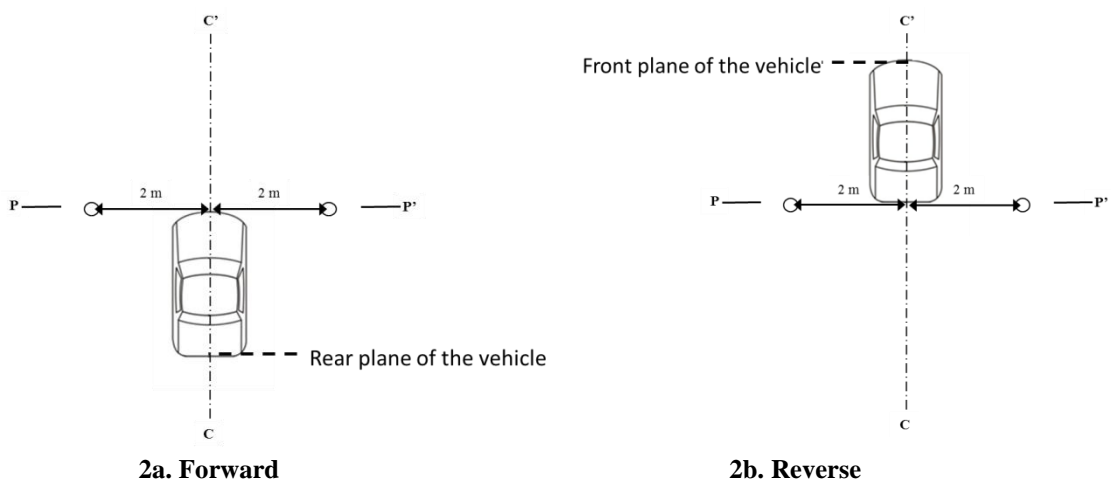 C'
2 m
2 m
P
P'
Rear plane of the vehicle
C
2a. Forward
C'
Front plane of the vehicle
2 m
2 m
P
P'
C
2b. Reverse